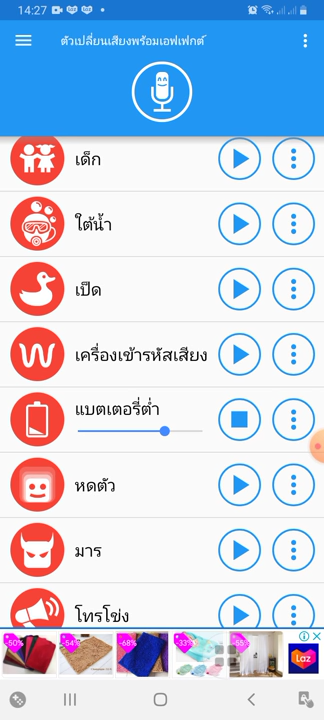 14:27
ตัวเปลี่ยนเสียงพร้อมเอฟเฟกต์
เด็ก
ใต้น้ำ
เป็ด
เครื่องเข้ารหัสเสียง
แบตเตอรี่ต่ำ
หดตัว
มาร
โทรโข่ง
-50%
-54%
-68%
-33%
-55%
Laz